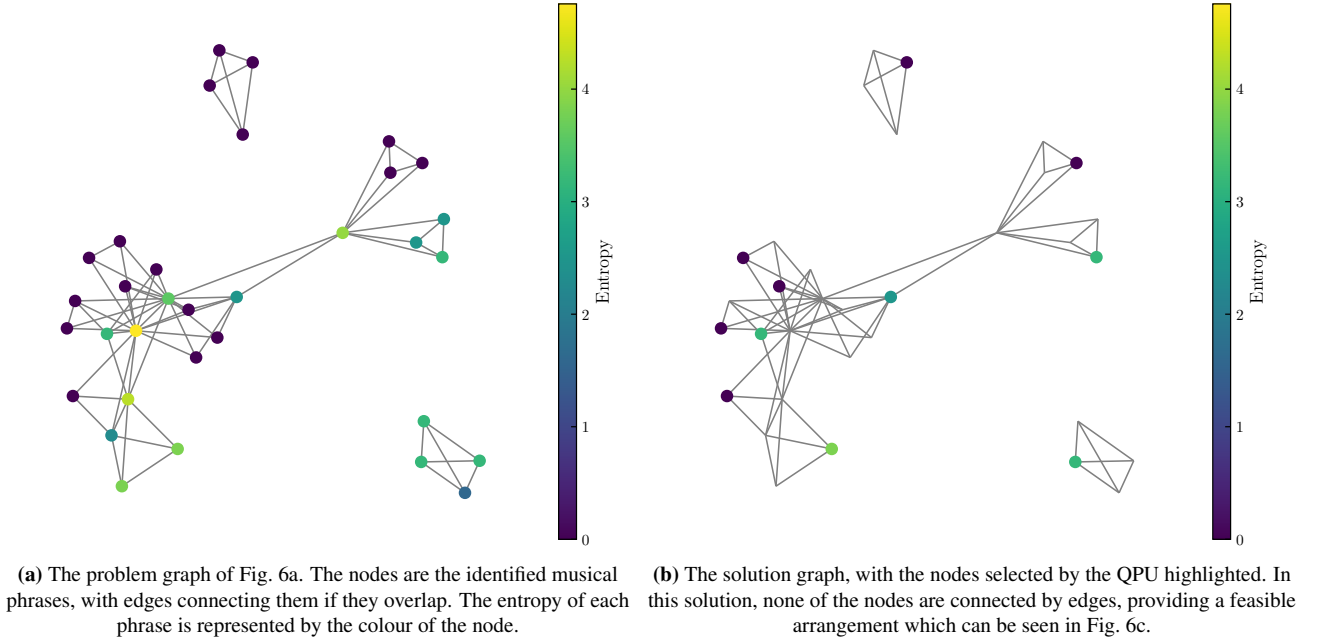 4
3
2
1
0
Entropy
4
3
2
1
0
Entropy
(a) The problem graph of Fig. 6a. The nodes are the identified musical
phrases, with edges connecting them if they overlap. The entropy of each
phrase is represented by the colour of the node.
(b) The solution graph, with the nodes selected by the QPU highlighted. In
this solution, none of the nodes are connected by edges, providing a feasible
arrangement which can be seen in Fig. 6c.